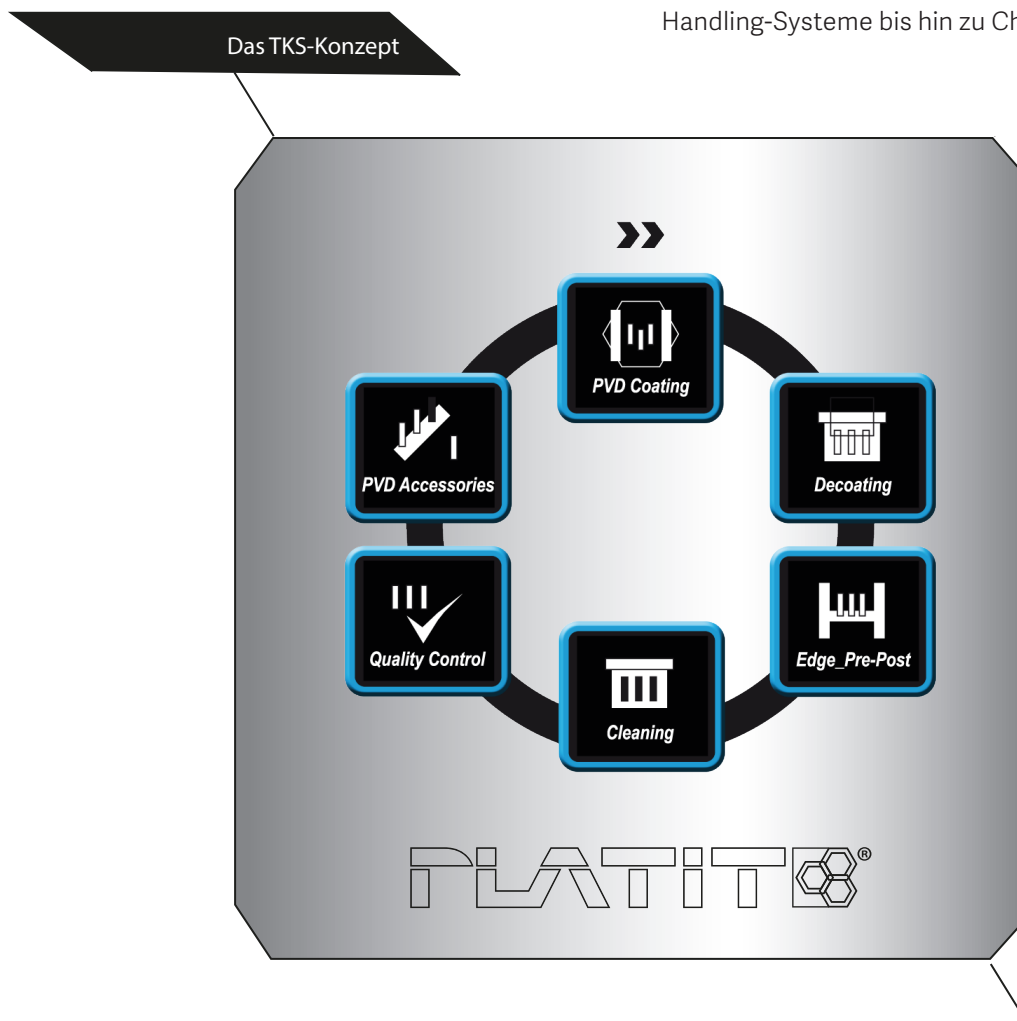 Handling-Systeme bis hin zu Ch
Das TKS-Konzept
PVD Coating
PVD Accessories
Decoating
Quality Control
Edge_Pre-Post
Cleaning
PLATIT®